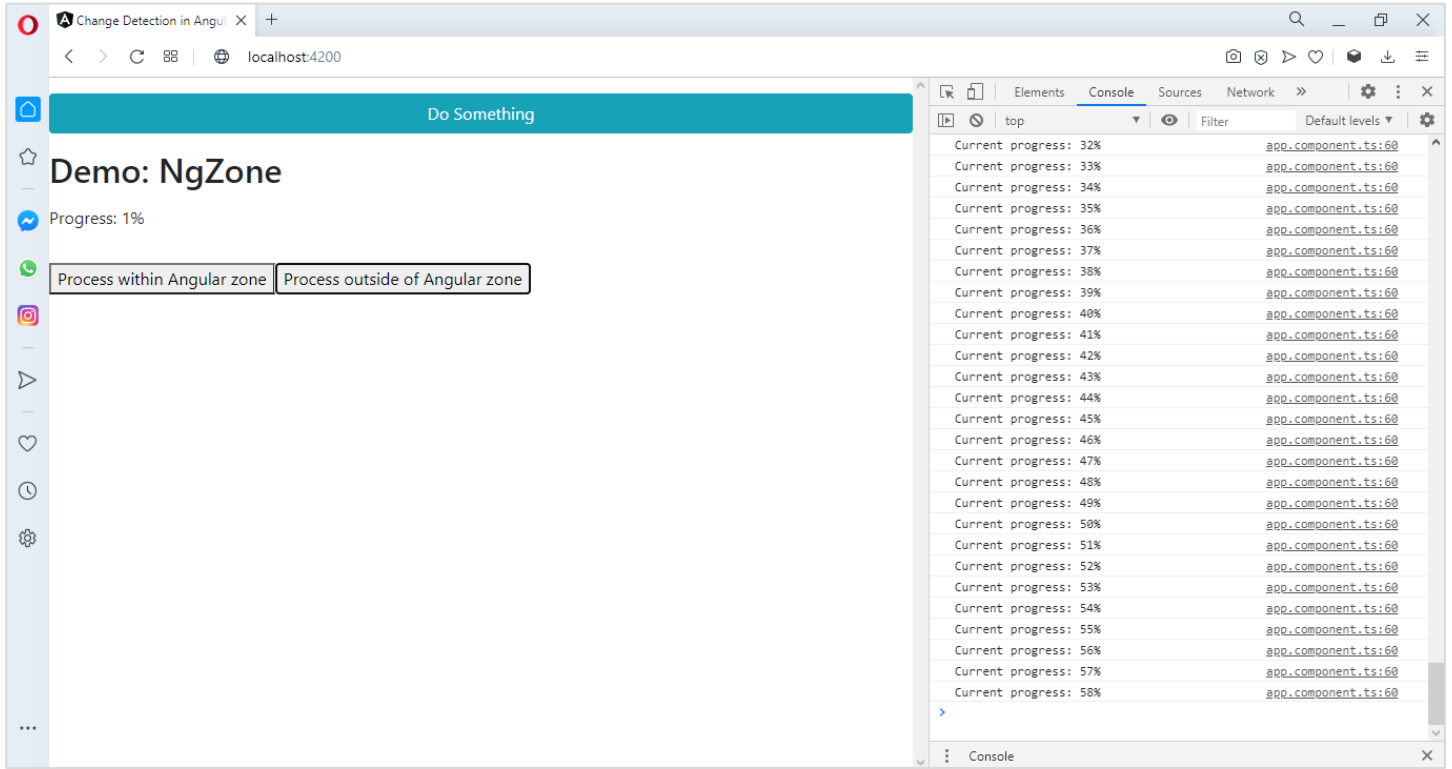 Change Detection in Angul
localhost:4200
Do Something
Demo: NgZone
Progress: 1%
Process within Angular zone Process outside of Angular zone
Elements Console Sources Network »
top Filter Default levels ▼
Current progress: 32% app.component.ts:60
Current progress: 33% app.component.ts:60
Current progress: 34% app.component.ts:60
Current progress: 35% app.component.ts:60
Current progress: 36% app.component.ts:60
Current progress: 37% app.component.ts:60
Current progress: 38% app.component.ts:60
Current progress: 39% app.component.ts:60
Current progress: 40% app.component.ts:60
Current progress: 41% app.component.ts:60
Current progress: 42% app.component.ts:60
Current progress: 43% app.component.ts:60
Current progress: 44% app.component.ts:60
Current progress: 45% app.component.ts:60
Current progress: 46% app.component.ts:60
Current progress: 47% app.component.ts:60
Current progress: 48% app.component.ts:60
Current progress: 49% app.component.ts:60
Current progress: 50% app.component.ts:60
Current progress: 51% app.component.ts:60
Current progress: 52% app.component.ts:60
Current progress: 53% app.component.ts:60
Current progress: 54% app.component.ts:60
Current progress: 55% app.component.ts:60
Current progress: 56% app.component.ts:60
Current progress: 57% app.component.ts:60
Current progress: 58% app.component.ts:60
Console